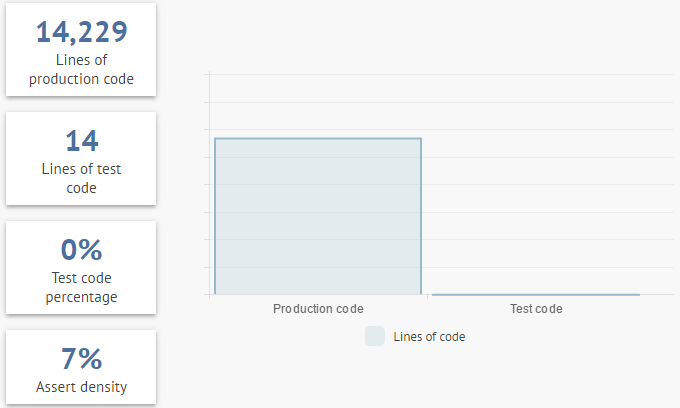 14,229
Lines of
production code
14
Lines of test
code
0%
Test code
percentage
7%
Assert density
Production code
Test code
Lines of code